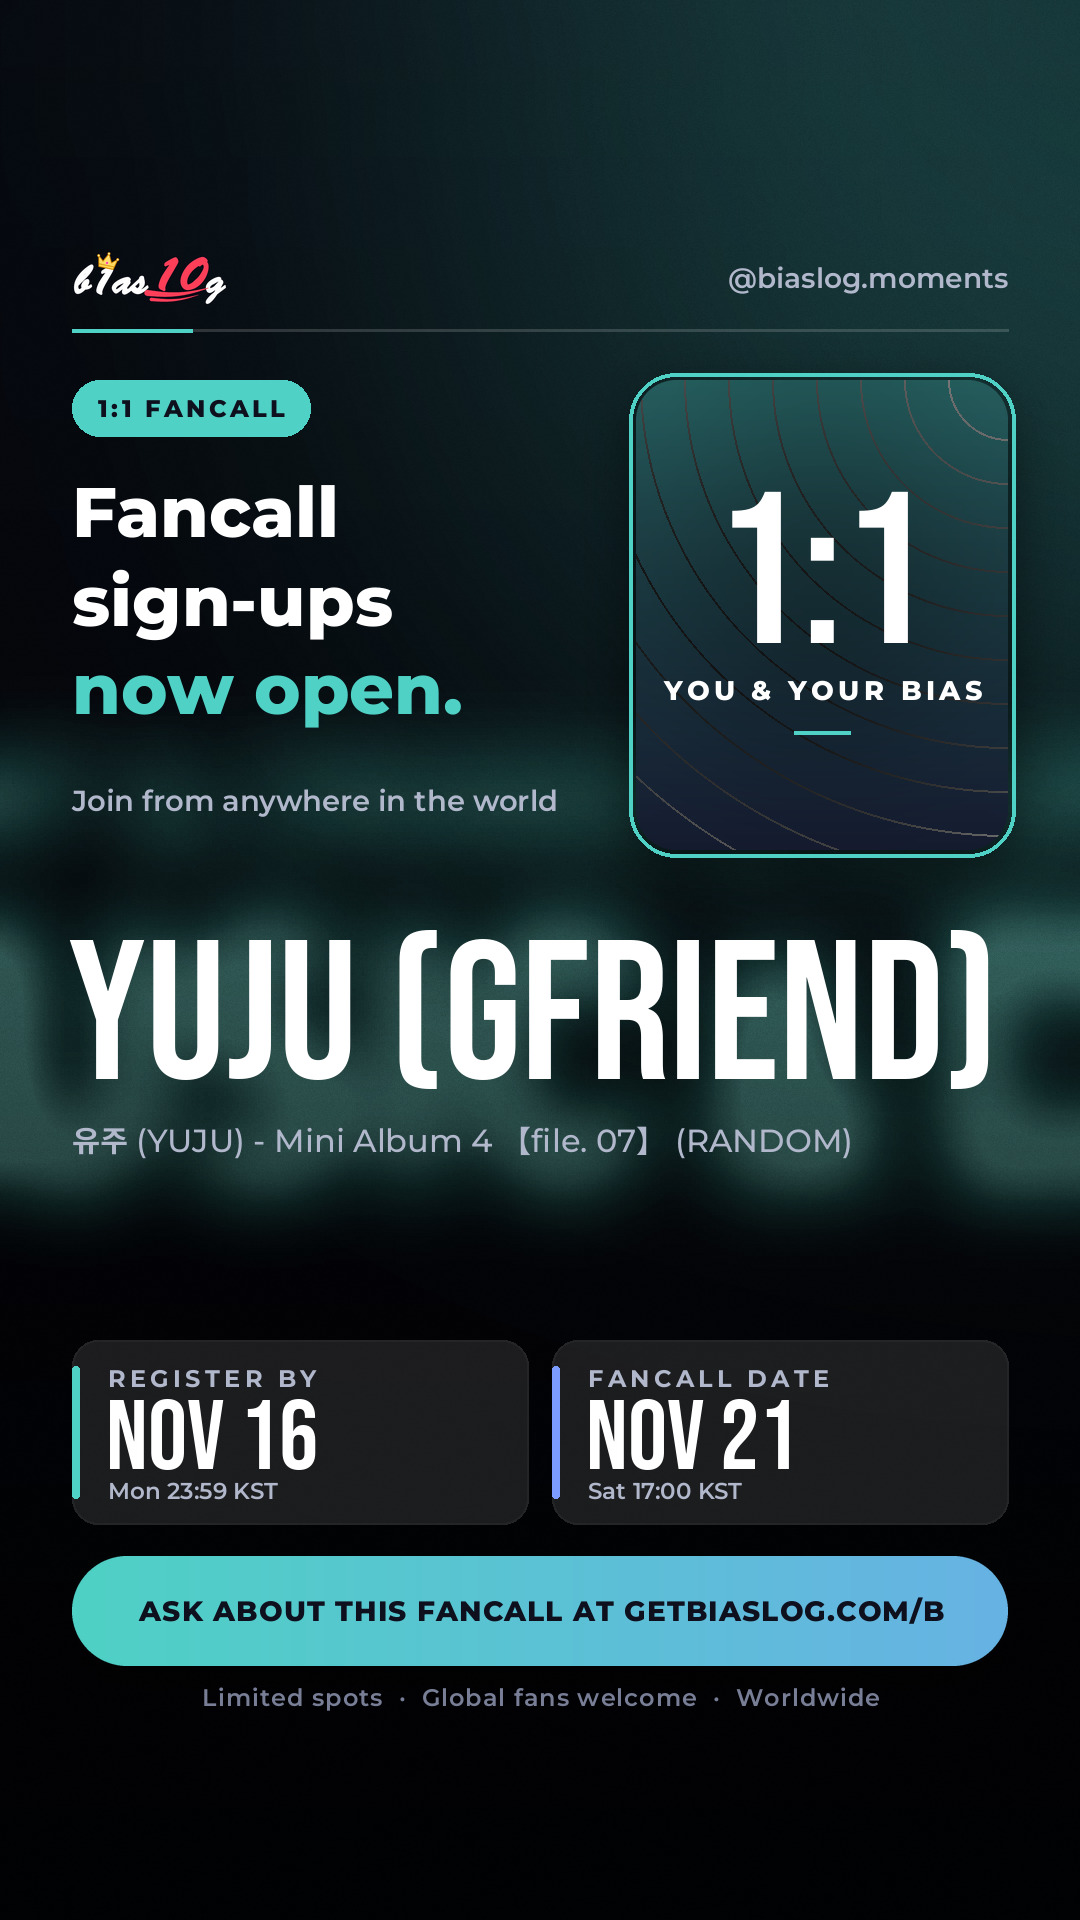 b1as10g
@biaslog.moments
1:1 FANCALL
Fancall
sign-ups
now open.
Join from anywhere in the world
1:1
YOU & YOUR BIAS
YUJU (GFRIEND)
유주 (YUJU) - Mini Album 4 【file. 07】 (RANDOM)
REGISTER BY
NOV 16
Mon 23:59 KST
FANCALL DATE
NOV 21
Sat 17:00 KST
ASK ABOUT THIS FANCALL AT GETBIASLOG.COM/B
Limited spots · Global fans welcome · Worldwide